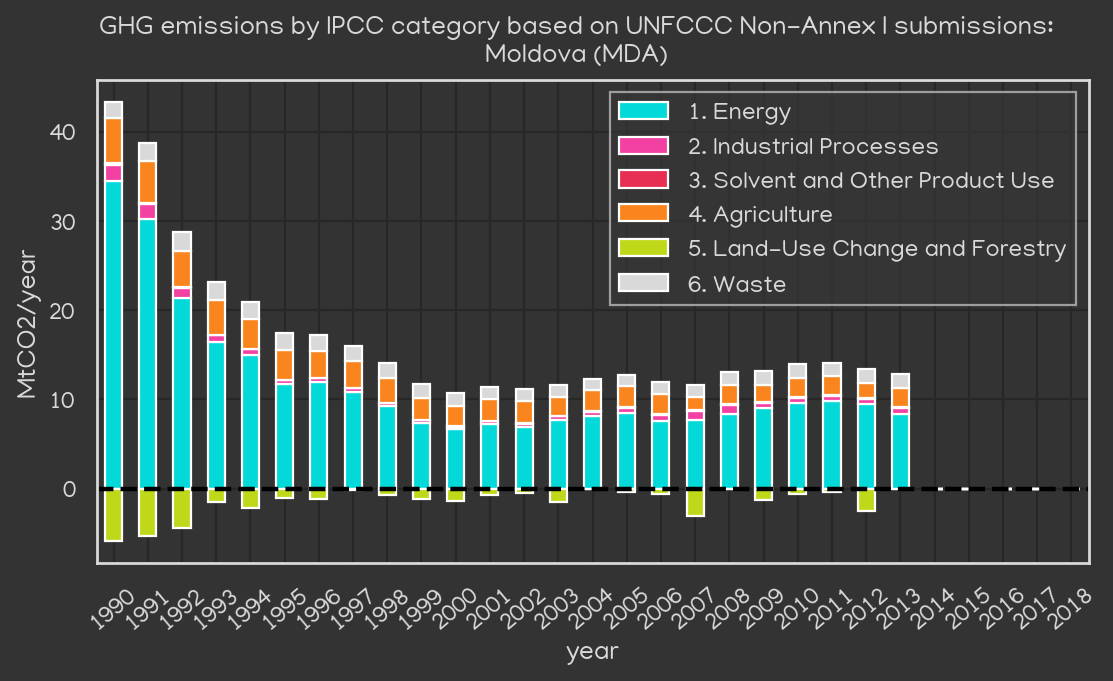 GHG emissions by IPCC category based on UNFCCC Non-Annex I submissions:
Moldova (MDA)
1. Energy
2. Industrial Processes
3. Solvent and Other Product Use
4. Agriculture
5. Land-Use Change and Forestry
6. Waste
MtCO2/year
40
30
20
10
0
1990 1991 1992 1993 1994 1995 1996 1997 1998 1999 2000 2001 2002 2003 2004 2005 2006 2007 2008 2009 2010 2011 2012 2013 2014 2015 2016 2017 2018
year